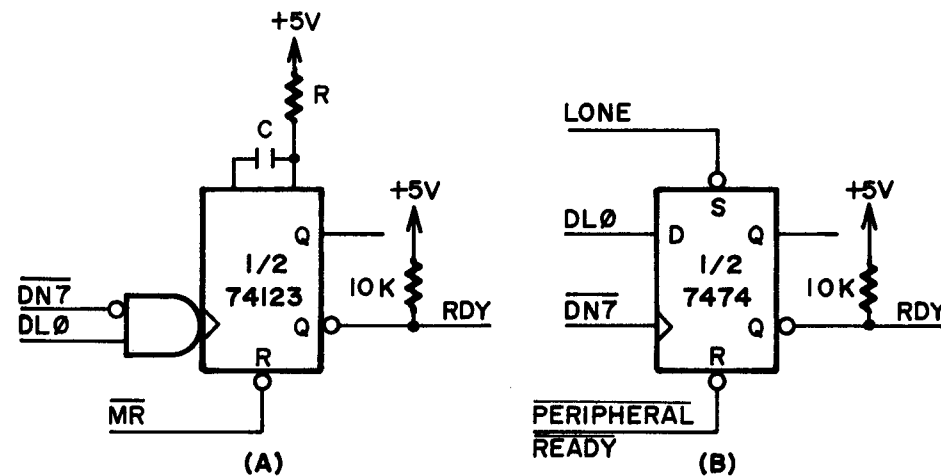 +5V
R
C
Q
+5V
1/2
74123
10K
DN7
DLØ
Q
RDY
R
MR
(A)
LONE
+5V
S
DLØ
D
Q
1/2
7474
10K
DN7
Q
RDY
R
PERIPHERAL
READY
(B)